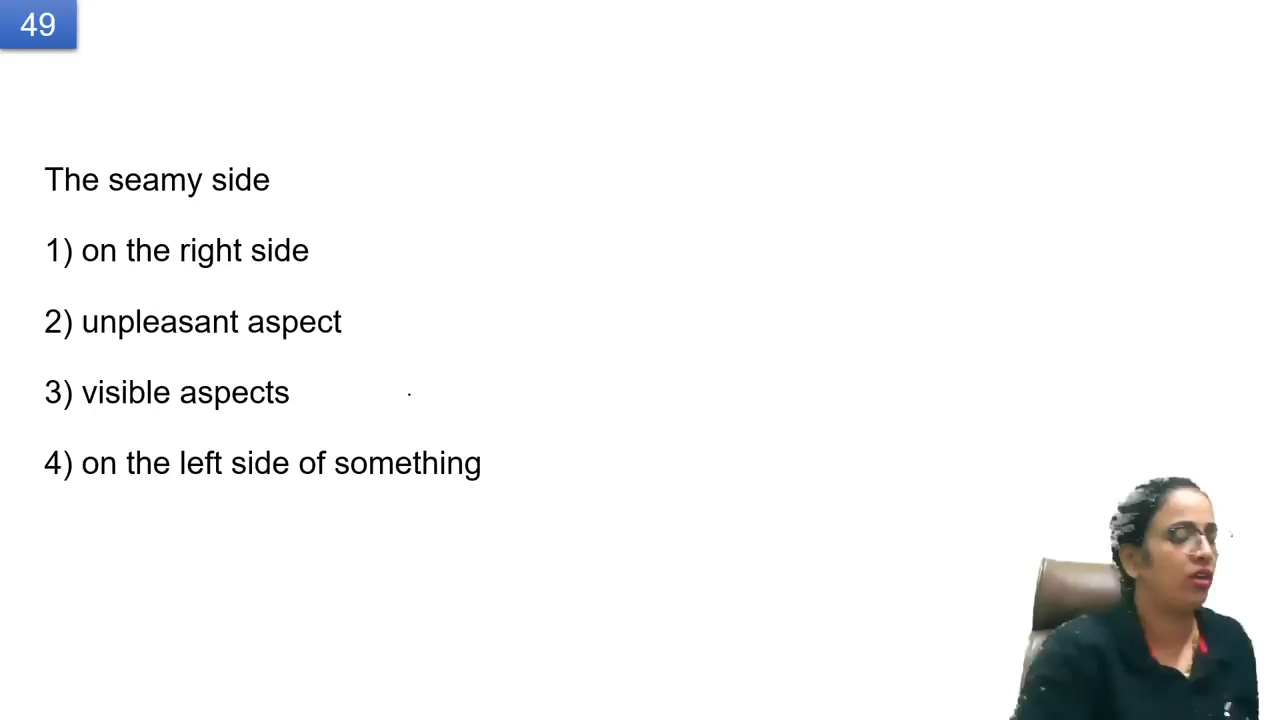 49
The seamy side
1) on the right side
2) unpleasant aspect
3) visible aspects
4) on the left side of something